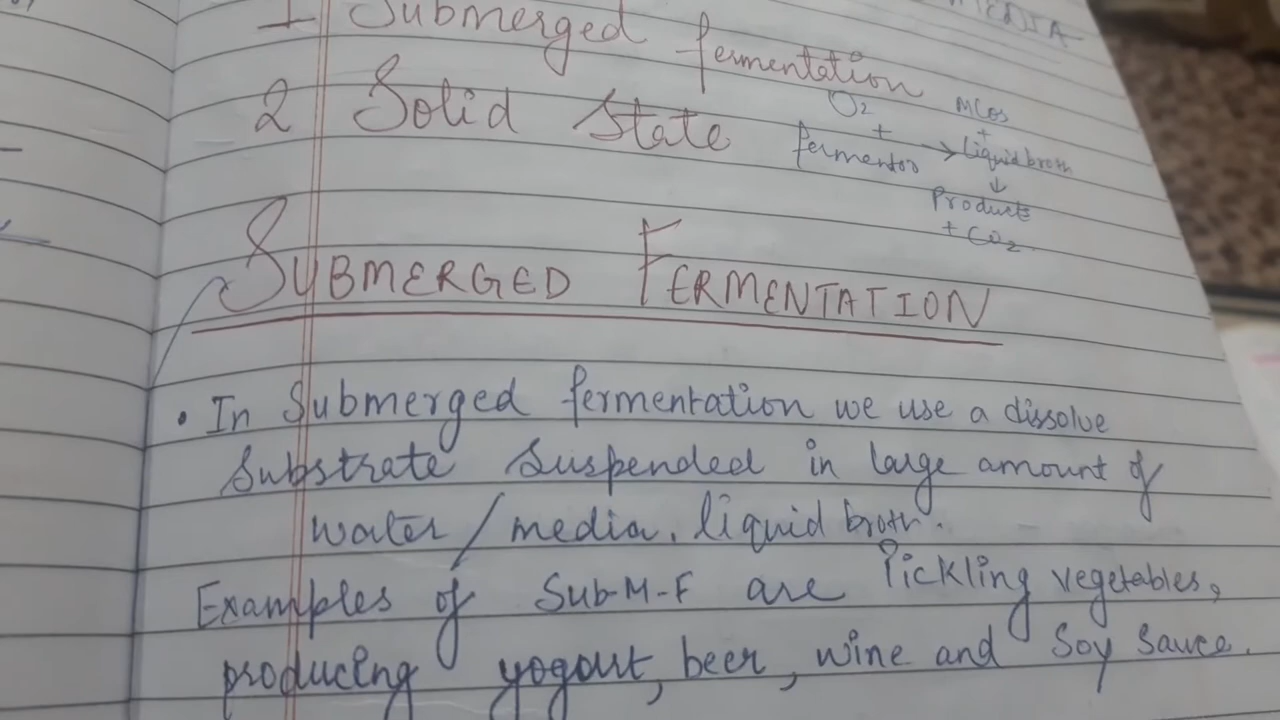 MEDIA
1 Submerged fermentation
2 Solid State
O2
+
fermentor → liquid broth
MCOs
+
↓
Products
+ CO2
SUBMERGED FERMENTATION
• In Submerged fermentation we use a dissolve
Substrate suspended in large amount of
water / media, liquid broth.
Examples of Sub-M-F are Pickling vegetables,
producing yogurt, beer, wine and Soy Sauce.